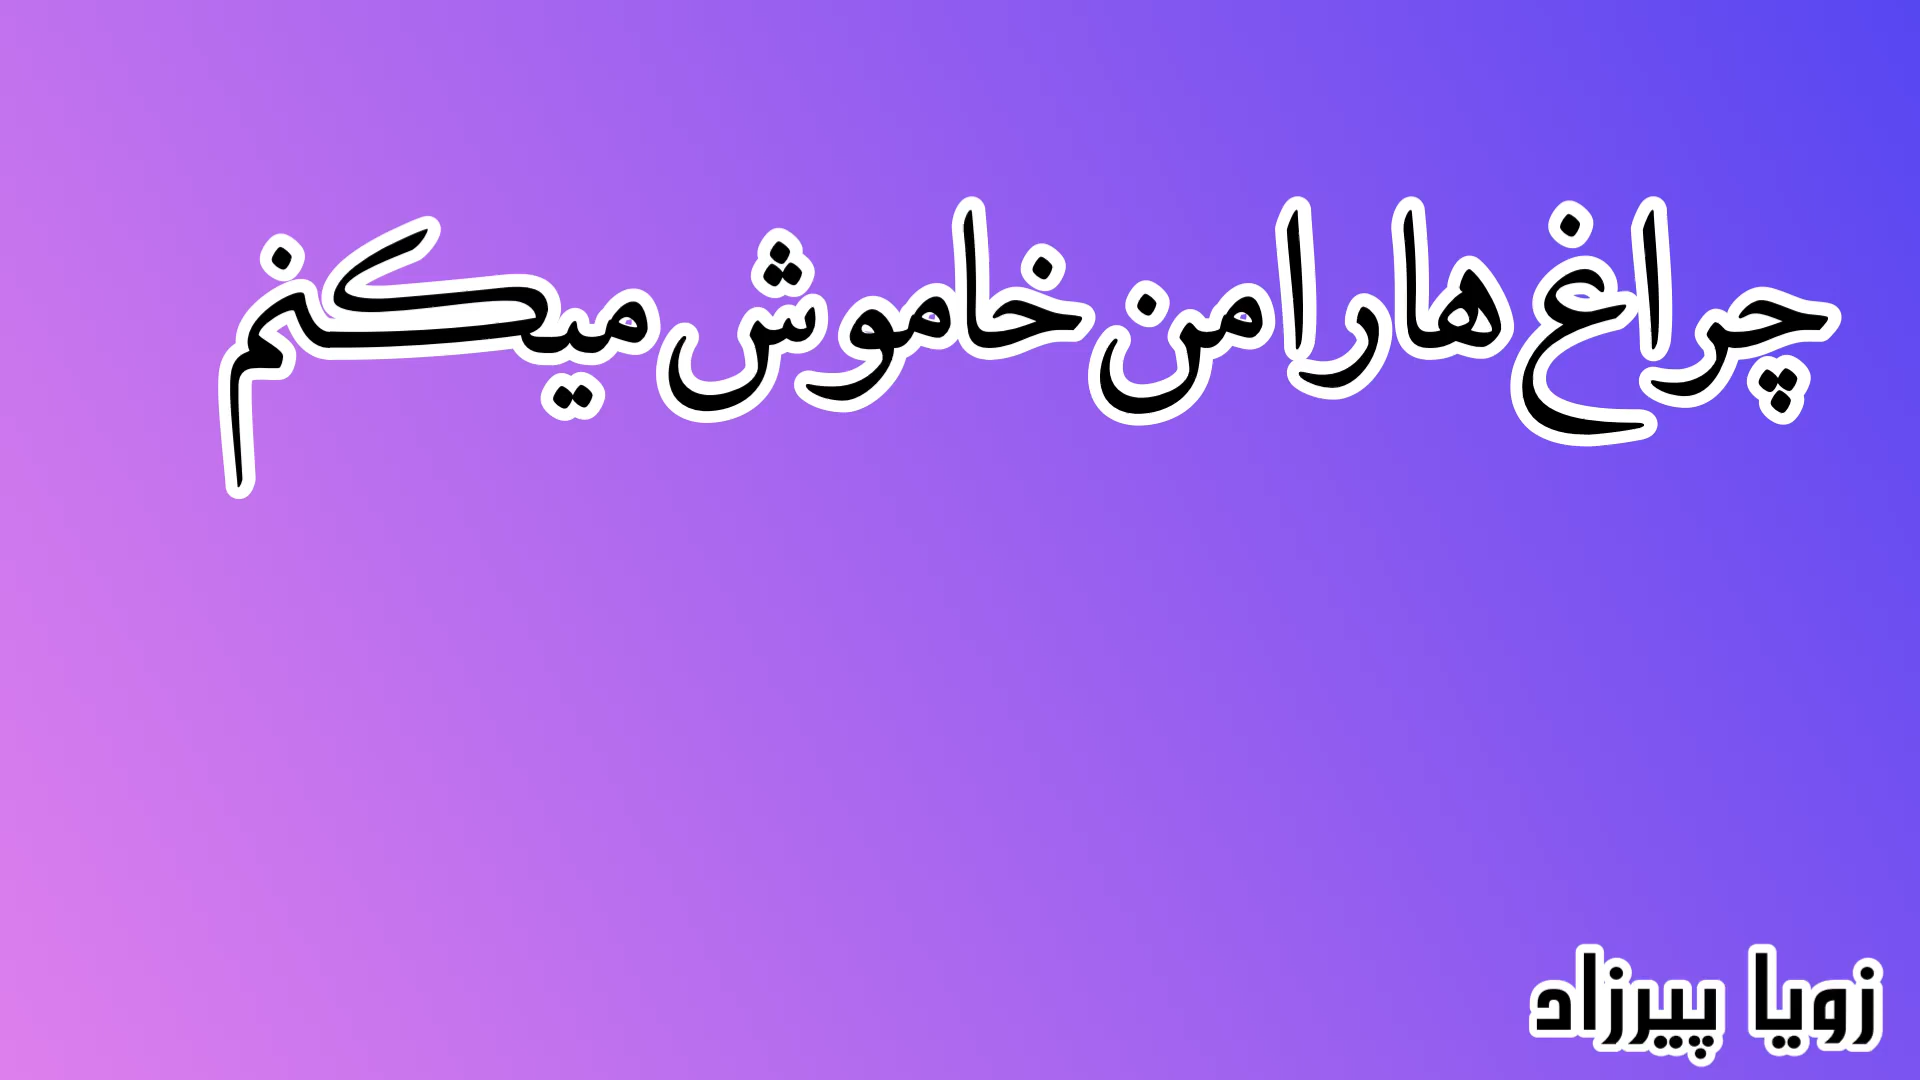 چراغ ها را من خاموش میکنم
زویا پیرزاد